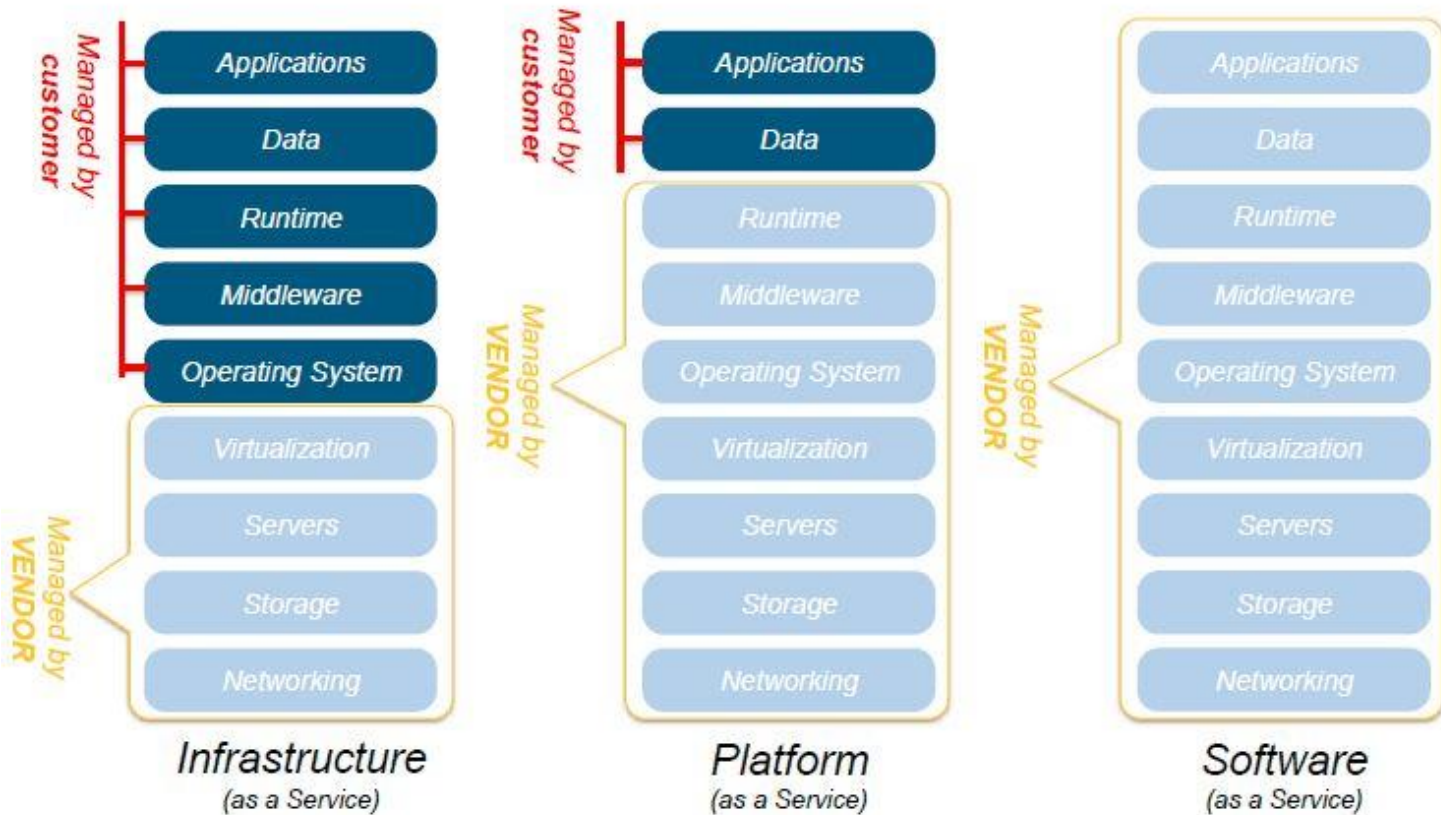 Managed by
customer
Applications
Data
Runtime
Middleware
Operating System
Managed by
VENDOR
Virtualization
Servers
Storage
Networking
Infrastructure
(as a Service)
Managed by
customer
Applications
Data
Managed by
VENDOR
Runtime
Middleware
Operating System
Virtualization
Servers
Storage
Networking
Platform
(as a Service)
Managed by
VENDOR
Applications
Data
Runtime
Middleware
Operating System
Virtualization
Servers
Storage
Networking
Software
(as a Service)